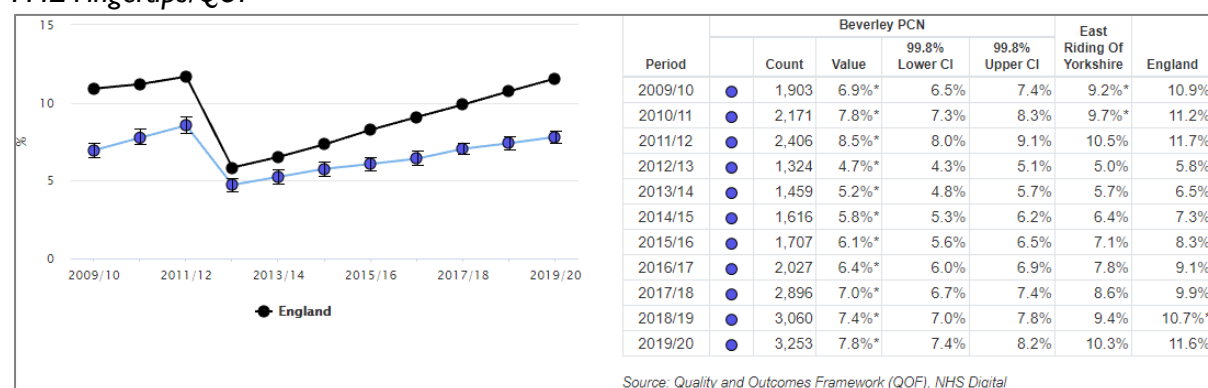 PHE Fingertips/QOF
15
10
%
5
0
2009/10 2011/12 2013/14 2015/16 2017/18 2019/20
England
Beverley PCN
Period Count Value 99.8% Lower CI 99.8% Upper CI East Riding Of Yorkshire England
2009/10 1,903 6.9%* 6.5% 7.4% 9.2%* 10.9%
2010/11 2,171 7.8%* 7.3% 8.3% 9.7%* 11.2%
2011/12 2,406 8.5%* 8.0% 9.1% 10.5% 11.7%
2012/13 1,324 4.7%* 4.3% 5.1% 5.0% 5.8%
2013/14 1,459 5.2%* 4.8% 5.7% 5.7% 6.5%
2014/15 1,616 5.8%* 5.3% 6.2% 6.4% 7.3%
2015/16 1,707 6.1%* 5.6% 6.5% 7.1% 8.3%
2016/17 2,027 6.4%* 6.0% 6.9% 7.8% 9.1%
2017/18 2,896 7.0%* 6.7% 7.4% 8.6% 9.9%
2018/19 3,060 7.4%* 7.0% 7.8% 9.4% 10.7%*
2019/20 3,253 7.8%* 7.4% 8.2% 10.3% 11.6%
Source: Quality and Outcomes Framework (QOF), NHS Digital